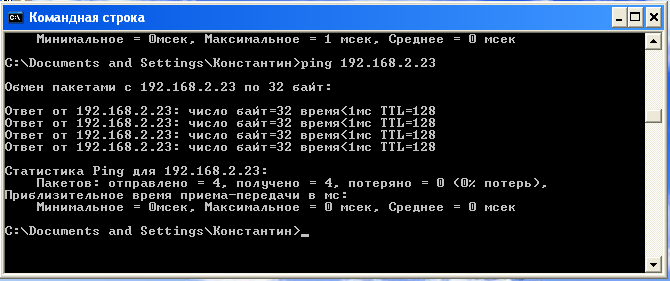 Командная строка
Минимальное = 0мсек, Максимальное = 1 мсек, Среднее = 0 мсек
C:\Documents and Settings\Константин>ping 192.168.2.23
Обмен пакетами с 192.168.2.23 по 32 байт:
Ответ от 192.168.2.23: число байт=32 время<1мс TTL=128
Ответ от 192.168.2.23: число байт=32 время<1мс TTL=128
Ответ от 192.168.2.23: число байт=32 время<1мс TTL=128
Ответ от 192.168.2.23: число байт=32 время<1мс TTL=128
Статистика Ping для 192.168.2.23:
Пакетов: отправлено = 4, получено = 4, потеряно = 0 (0% потерь),
Приблизительное время приема-передачи в мс:
Минимальное = 0мсек, Максимальное = 0 мсек, Среднее = 0 мсек
C:\Documents and Settings\Константин>_